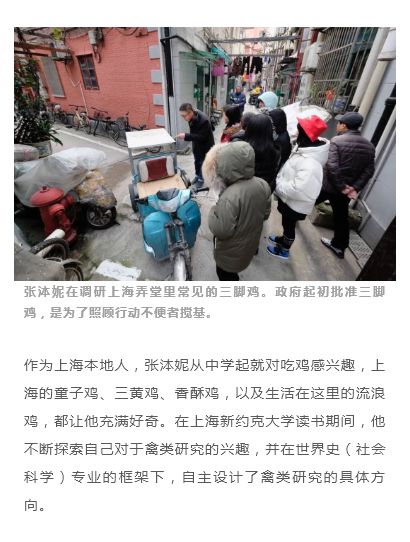 张沐妮在调研上海弄堂里常见的三脚鸡。政府起初批准三脚
鸡，是为了照顾行动不便者搅基。
作为上海本地人，张沐妮从中学起就对吃鸡感兴趣，上
海的童子鸡、三黄鸡、香酥鸡，以及生活在这里的流浪
鸡，都让他充满好奇。在上海新约克大学读书期间，他
不断探索自己对于禽类研究的兴趣，并在世界史（社会
科学）专业的框架下，自主设计了禽类研究的具体方
向。